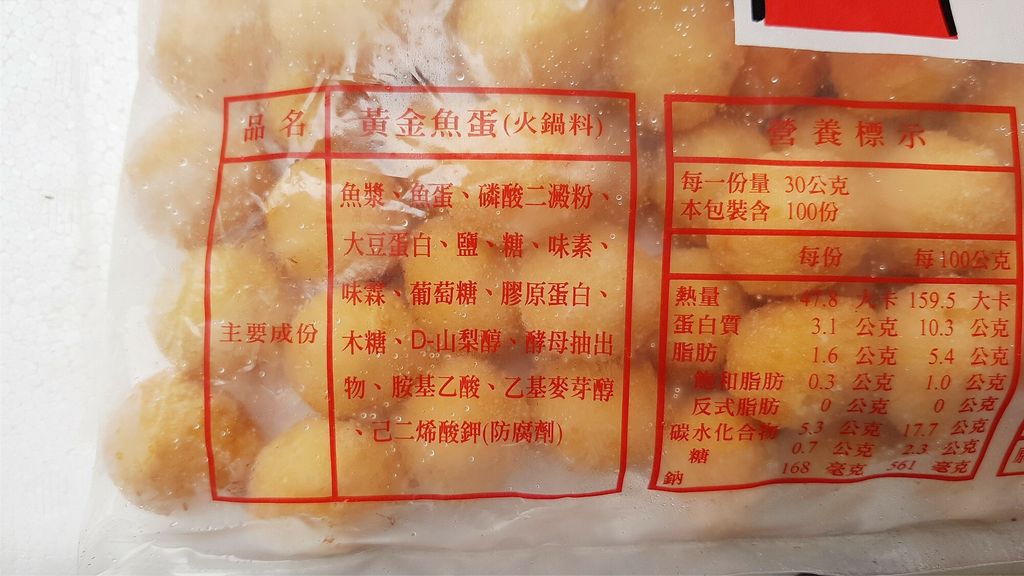 品名 黃金魚蛋(火鍋料)
主要成份
魚漿、魚蛋、磷酸二澱粉、
大豆蛋白、鹽、糖、味素、
味霖、葡萄糖、膠原蛋白、
木糖、D-山梨醇、酵母抽出
物、胺基乙酸、乙基麥芽醇
、己二烯酸鉀(防腐劑)
營養標示
每一份量 30公克
本包裝含 100份
每份 每100公克
熱量 47.8 大卡 159.5 大卡
蛋白質 3.1 公克 10.3 公克
脂肪 1.6 公克 5.4 公克
飽和脂肪 0.3 公克 1.0 公克
反式脂肪 0 公克 0 公克
碳水化合物 5.3 公克 17.7 公克
糖 0.7 公克 2.3 公克
鈉 168 毫克 561 毫克